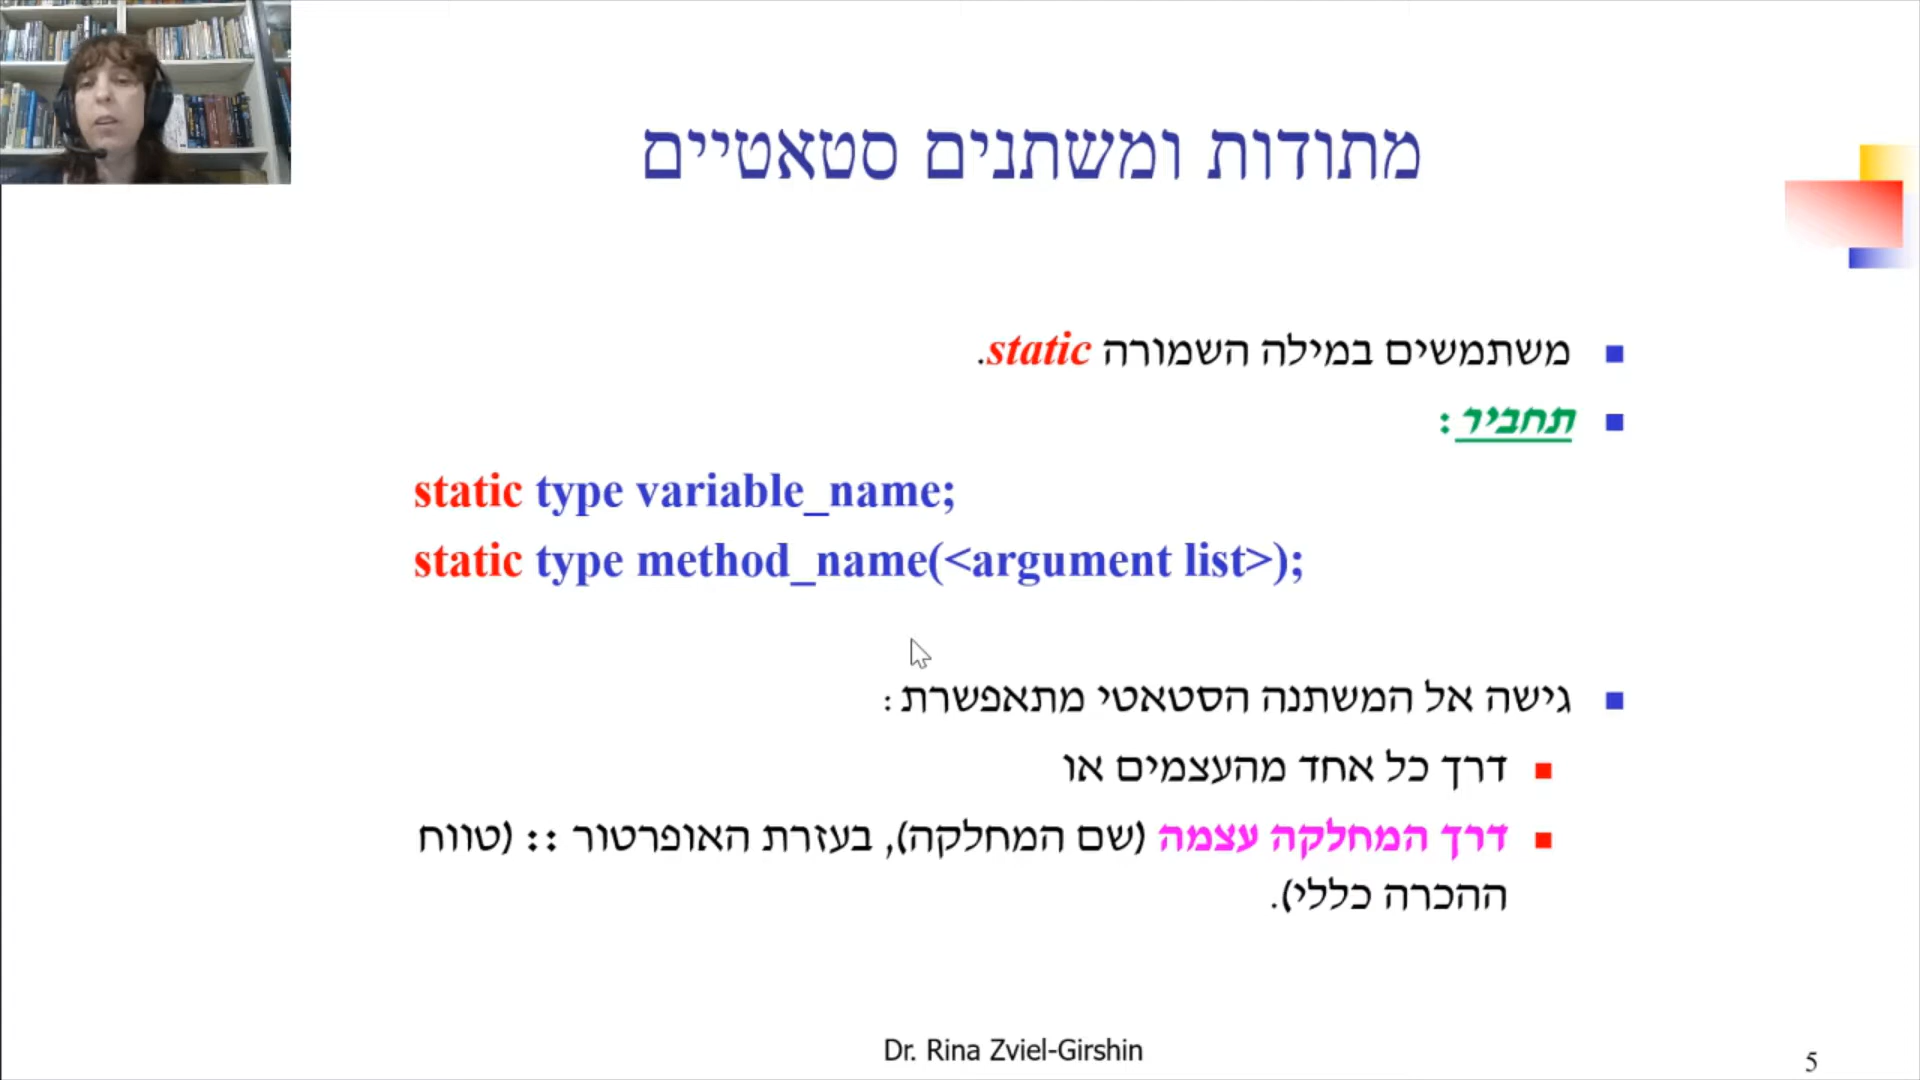 מתודות ומשתנים סטאטיים
משתמשים במילה השמורה static.
תחביר:
static type variable_name;
static type method_name(<argument list>);
גישה אל המשתנה הסטאטי מתאפשרת:
דרך כל אחד מהעצמים או
דרך המחלקה עצמה (שם המחלקה), בעזרת האופרטור :: (טווח
ההכרה כללי).
Dr. Rina Zviel-Girshin
5